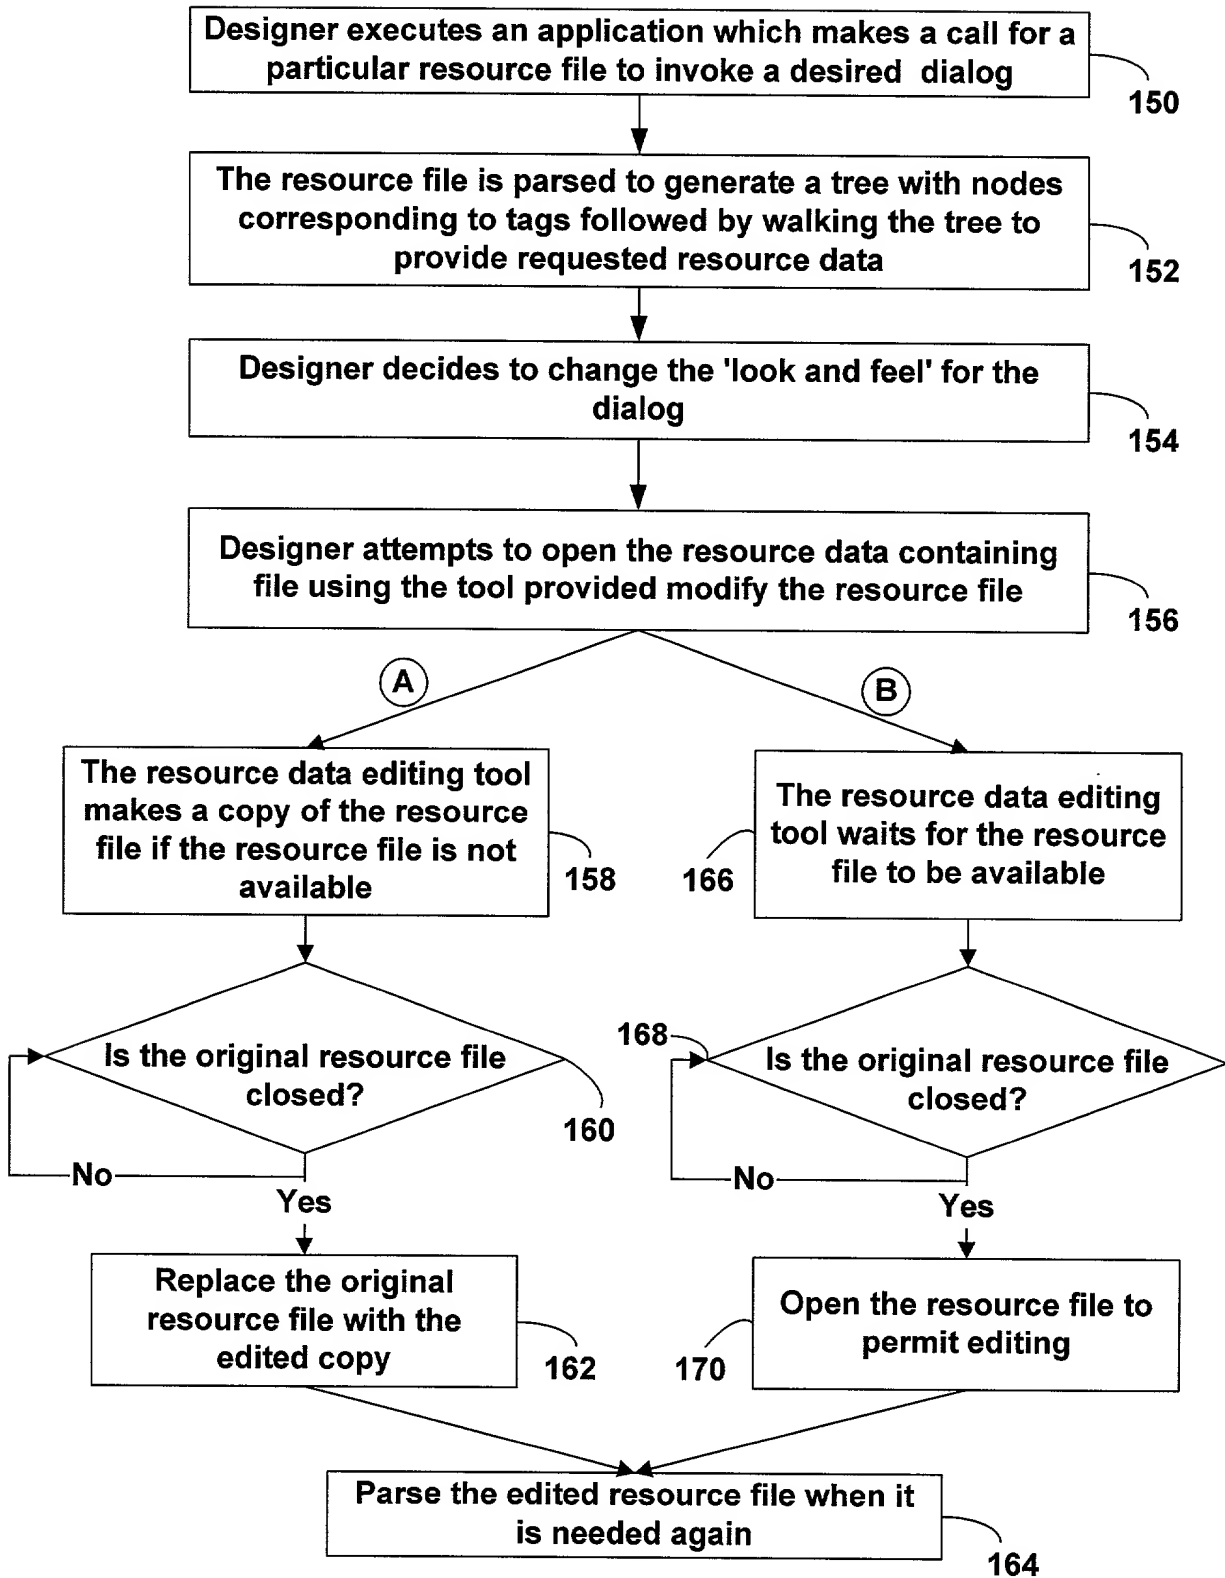 Designer executes an application which makes a call for a
particular resource file to invoke a desired dialog
150
The resource file is parsed to generate a tree with nodes
corresponding to tags followed by walking the tree to
provide requested resource data
152
Designer decides to change the 'look and feel' for the
dialog
154
Designer attempts to open the resource data containing
file using the tool provided modify the resource file
156
A
B
The resource data editing tool
makes a copy of the resource
file if the resource file is not
available
158
The resource data editing
tool waits for the resource
file to be available
166
Is the original resource file
closed?
160
168
Is the original resource file
closed?
No
Yes
No
Yes
Replace the original
resource file with the
edited copy
162
Open the resource file to
permit editing
170
Parse the edited resource file when it
is needed again
164